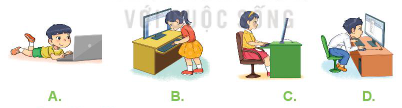 VỚI CUỘC SỐNG
A. B. C. D.